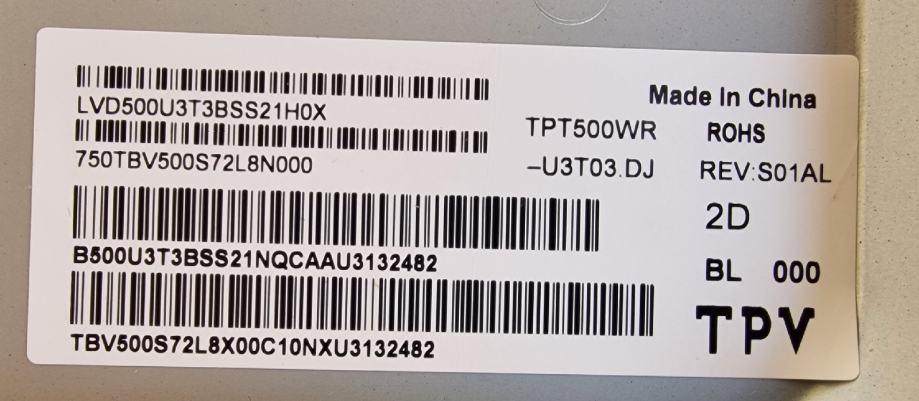 LVD500U3T3BSS21H0X
750TBV500S72L8N000
B500U3T3BSS21NQCAAU3132482
TBV500S72L8X00C10NXU3132482
TPT500WR
-U3T03.DJ
Made In China
ROHS
REV:S01AL
2D
BL 000
TPV